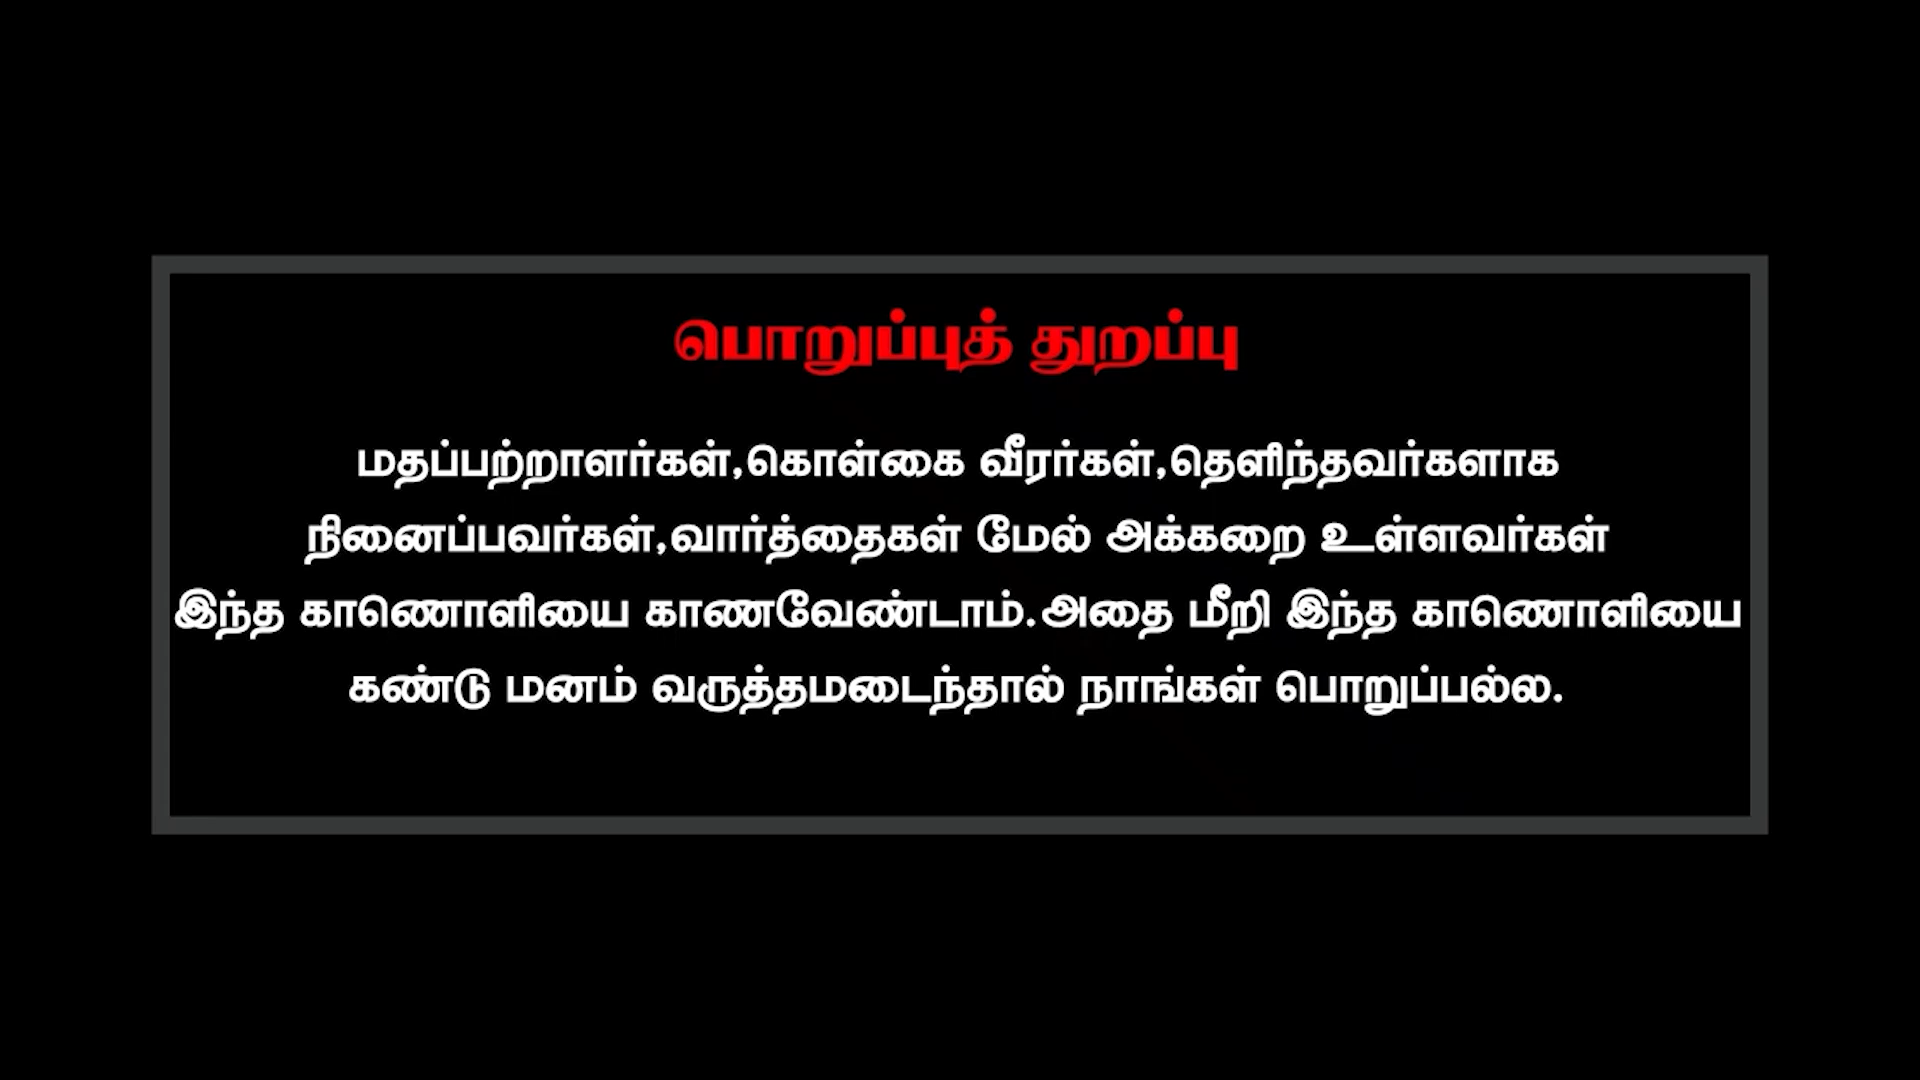 பொறுப்புத் துறப்பு
மதப்பற்றாளர்கள்,கொள்கை வீரர்கள்,தெளிந்தவர்களாக
நினைப்பவர்கள்,வார்த்தைகள் மேல் அக்கறை உள்ளவர்கள்
இந்த காணொளியை காணவேண்டாம்.அதை மீறி இந்த காணொளியை
கண்டு மனம் வருத்தமடைந்தால் நாங்கள் பொறுப்பல்ல.